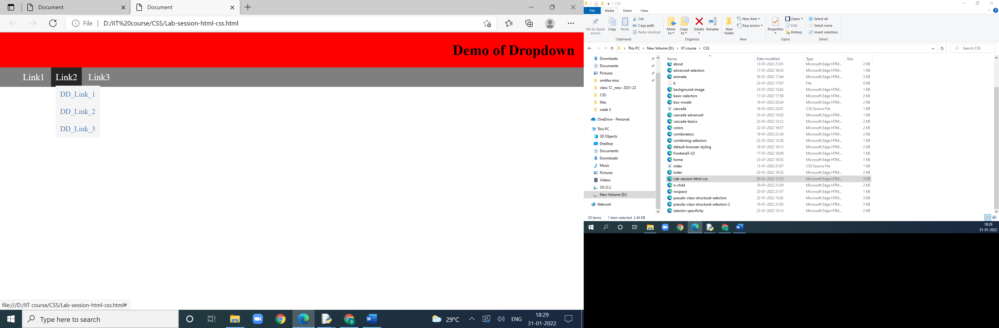 Document
Document
File
D:/IIT%20course/CSS/Lab-session-html-css.html
Demo of Dropdown
Link1 Link2 Link3
DD_Link_1
DD_Link_2
DD_Link_3
file:///D:/IIT course/CSS/Lab-session-html-css.html#
Type here to search
29°C
ENG
18:29
31-01-2022
CSS
File Home Share View
Pin to Quick access
Copy
Paste
Cut
Copy path
Paste shortcut
Clipboard
Move to
Copy to
Delete
Rename
Organize
New folder
New item
Easy access
New
Properties
Open
Edit
History
Open
Select all
Select none
Invert selection
Select
This PC > New Volume (D:) > IIT course > CSS
Search CSS
Downloads
Documents
Pictures
smitha miss
class 12 _new- 2021-22
CSS
files
week 3
OneDrive - Personal
This PC
3D Objects
Desktop
Documents
Downloads
Music
Pictures
Videos
OS (C:)
New Volume (D:)
Network
Name Date modified Type Size
about 13-01-2022 21:01 Microsoft Edge HTM... 2 KB
advanced-selectors 17-01-2022 18:33 Microsoft Edge HTM... 1 KB
animate 30-01-2022 17:44 Microsoft Edge HTM... 3 KB
b 22-01-2022 17:07 File 0 KB
background-image 23-01-2022 15:02 Microsoft Edge HTM... 1 KB
basic-selectors 17-01-2022 17:58 Microsoft Edge HTM... 2 KB
box-model 16-01-2022 23:24 Microsoft Edge HTM... 2 KB
cascade 16-01-2022 22:01 CSS Source File 1 KB
cascade-advanced 23-01-2022 15:02 Microsoft Edge HTM... 1 KB
cascade-basics 23-01-2022 15:12 Microsoft Edge HTM... 2 KB
colors 22-01-2022 16:57 Microsoft Edge HTM... 2 KB
combinators 19-01-2022 21:34 Microsoft Edge HTM... 2 KB
combining-selectors 22-01-2022 13:28 Microsoft Edge HTM... 1 KB
default-browser-styling 16-01-2022 18:13 Microsoft Edge HTM... 2 KB
frontend3-Q1 17-01-2022 18:09 Microsoft Edge HTM... 1 KB
home 23-01-2022 16:53 Microsoft Edge HTM... 1 KB
index 13-01-2022 21:07 CSS Source File 1 KB
index 23-01-2022 16:53 Microsoft Edge HTM... 2 KB
Lab-session-html-css 30-01-2022 17:23 Microsoft Edge HTM... 3 KB
n-child 19-01-2022 21:09 Microsoft Edge HTM... 2 KB
nospace 20-01-2022 21:57 Microsoft Edge HTM... 1 KB
pseudo-class-structural-selectors 23-01-2022 15:02 Microsoft Edge HTM... 3 KB
pseudo-class-structural-selectors-2 19-01-2022 21:05 Microsoft Edge HTM... 3 KB
selector-specificity 23-01-2022 15:13 Microsoft Edge HTM... 2 KB
29 items 1 item selected 2.46 KB
18:29
31-01-2022